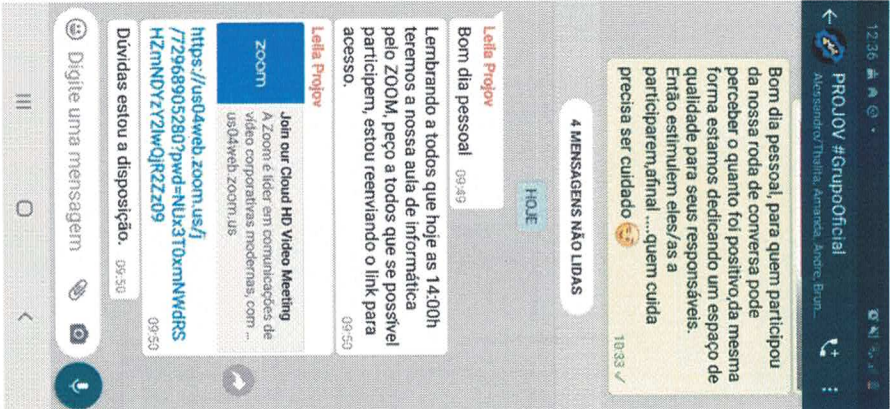 12:36
PROJOV #GrupoOficial
Alessandro/Thalita, Amanda, Andre, Brun...
Bom dia pessoal, para quem participou
da nossa roda de conversa pode
perceber o quanto foi positivo,da mesma
forma estamos dedicando um espaço de
qualidade para seus responsáveis.
Então estimulem eles/as a
participarem,afinal ....quem cuida
precisa ser cuidado
10:33
4 MENSAGENS NÃO LIDAS
HOJE
Leila Projov
Bom dia pessoal 09:49
Lembrando a todos que hoje as 14:00h
teremos a nossa aula de informática
pelo ZOOM, peço a todos que se possível
participem, estou reenviando o link para
acesso. 09:50
Leila Projov
zoom
Join our Cloud HD Video Meeting
A Zoom é líder em comunicações de
vídeo corporativas modernas, com ...
us04web.zoom.us
https://us04web.zoom.us/j
/72968905280?pwd=NUx3T0xmNWdRS
HZmNDYzY2lwQjR2Zz09
09:50
Dúvidas estou a disposição. 09:50
Digite uma mensagem